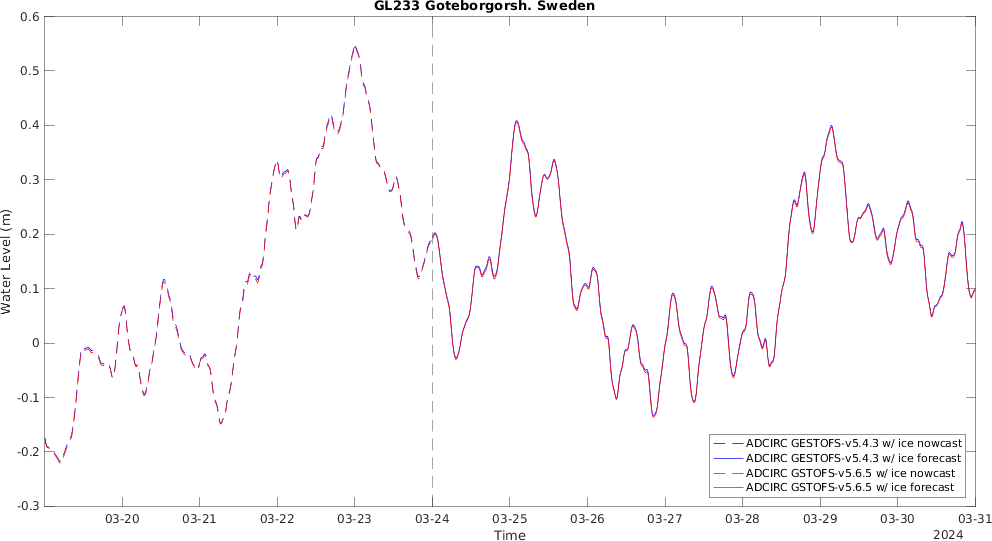 GL233 Goteborgorsh. Sweden
0.6
0.5
0.4
0.3
0.2
0.1
0
-0.1
-0.2
-0.3
Water Level (m)
ADCIRC GESTOFS-v5.4.3 w/ ice nowcast
ADCIRC GESTOFS-v5.4.3 w/ ice forecast
ADCIRC GSTOFS-v5.6.5 w/ ice nowcast
ADCIRC GSTOFS-v5.6.5 w/ ice forecast
03-20 03-21 03-22 03-23 03-24 03-25 03-26 03-27 03-28 03-29 03-30 03-31
Time
2024